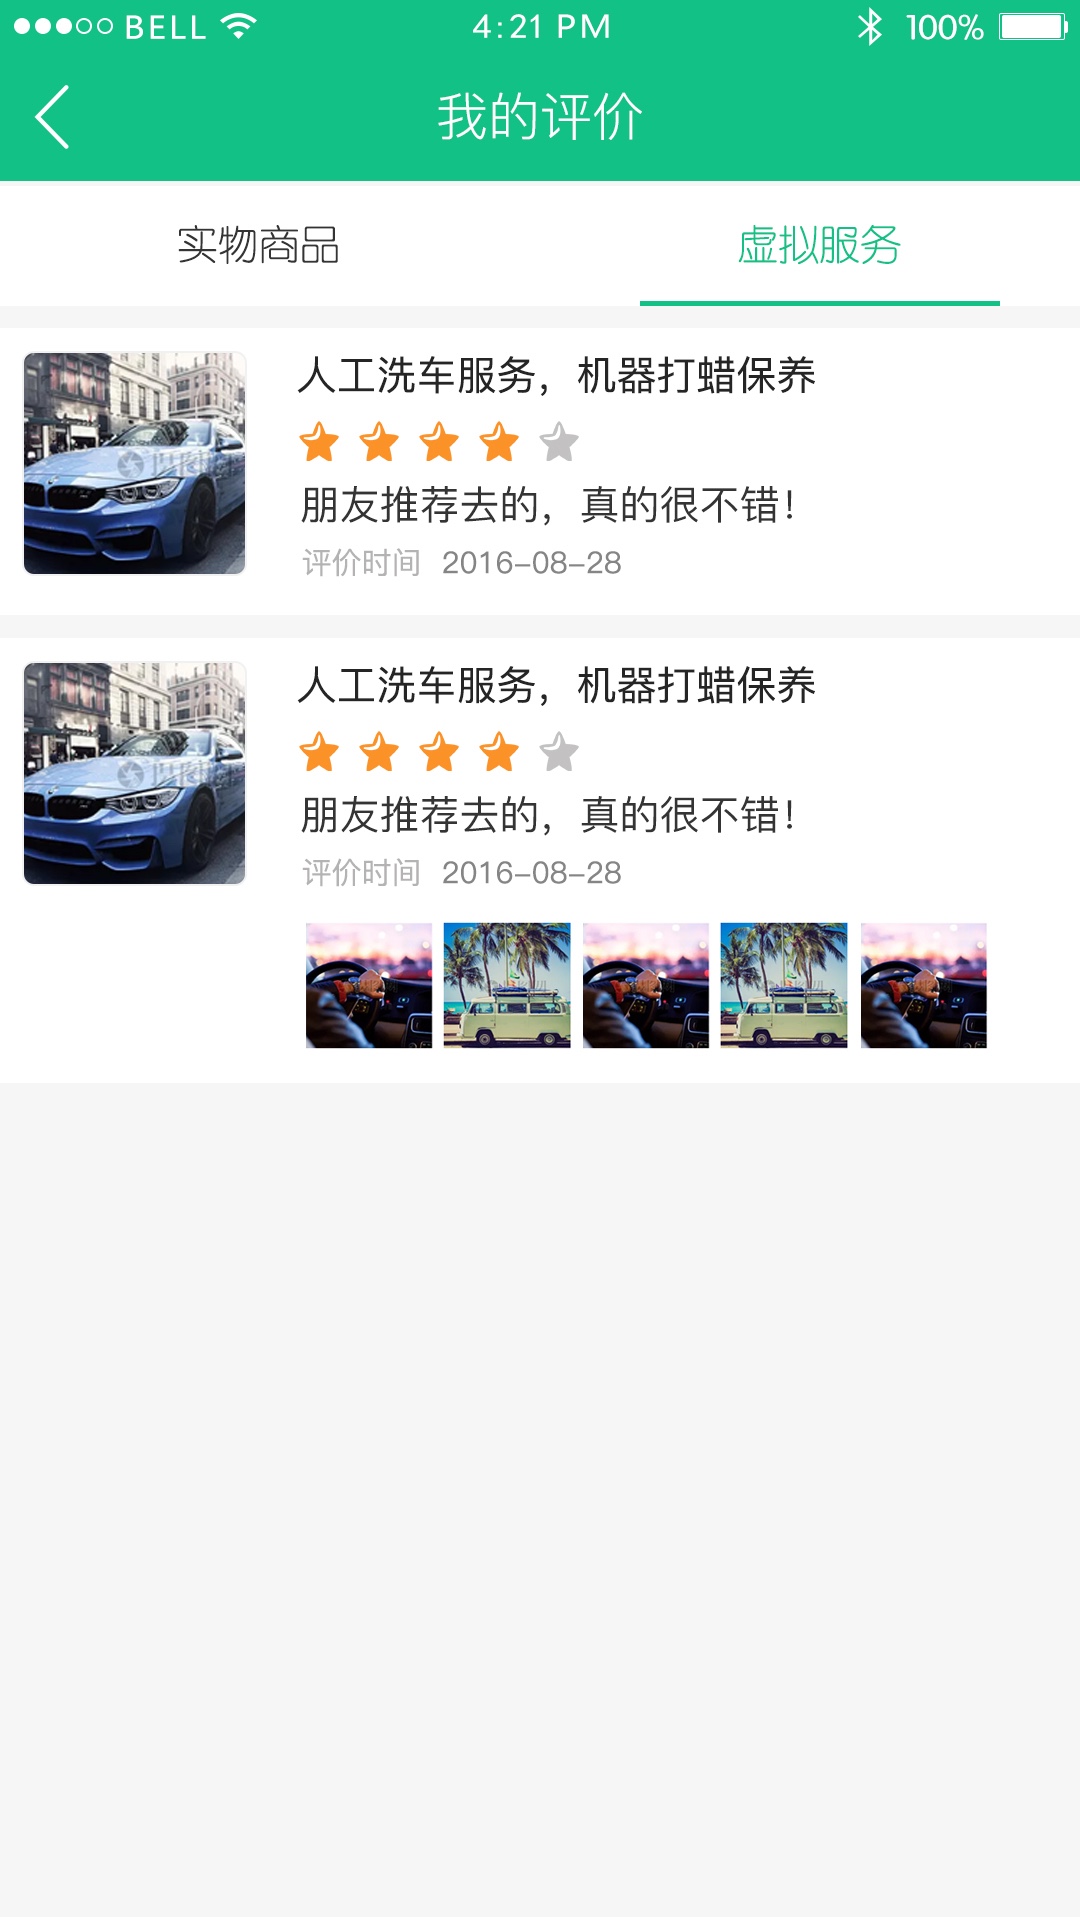 BELL 4:21 PM 100%
我的评价
实物商品 虚拟服务
人工洗车服务，机器打蜡保养
朋友推荐去的，真的很不错！
评价时间 2016-08-28
人工洗车服务，机器打蜡保养
朋友推荐去的，真的很不错！
评价时间 2016-08-28